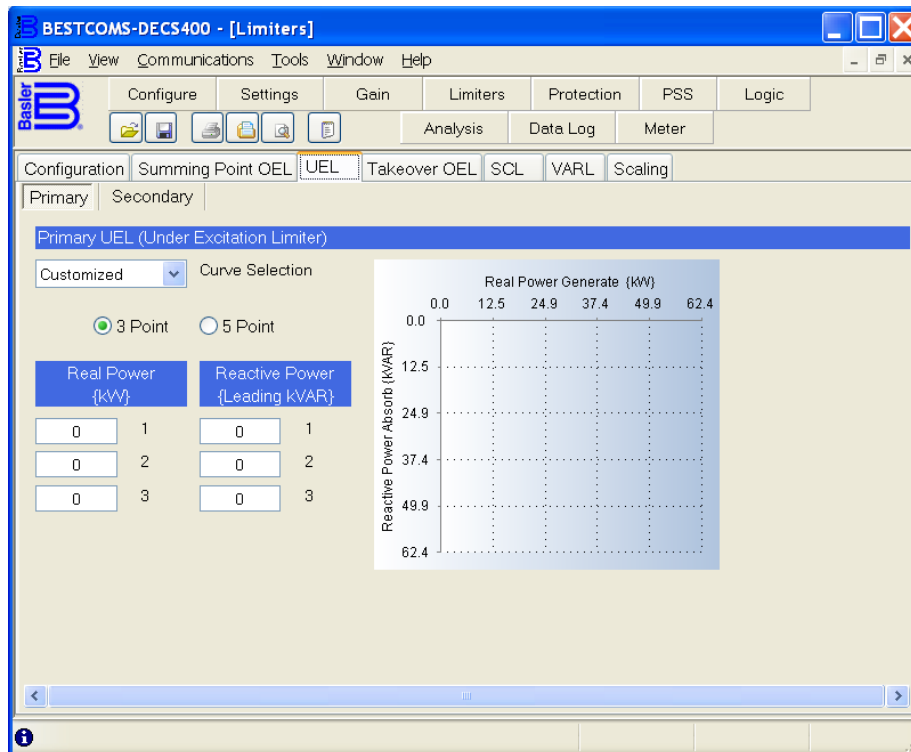 BESTCOMS-DECS400 - [Limiters]
File View Communications Tools Window Help
Basler
Configure Settings Gain Limiters Protection PSS Logic
Analysis Data Log Meter
Configuration Summing Point OEL UEL Takeover OEL SCL VARL Scaling
Primary Secondary
Primary UEL (Under Excitation Limiter)
Customized Curve Selection
3 Point 5 Point
Real Power {kW}
Reactive Power {Leading kVAR}
0 1 0 1
0 2 0 2
0 3 0 3
Real Power Generate {kW}
0.0 12.5 24.9 37.4 49.9 62.4
Reactive Power Absorb {kVAR}
0.0
12.5
24.9
37.4
49.9
62.4